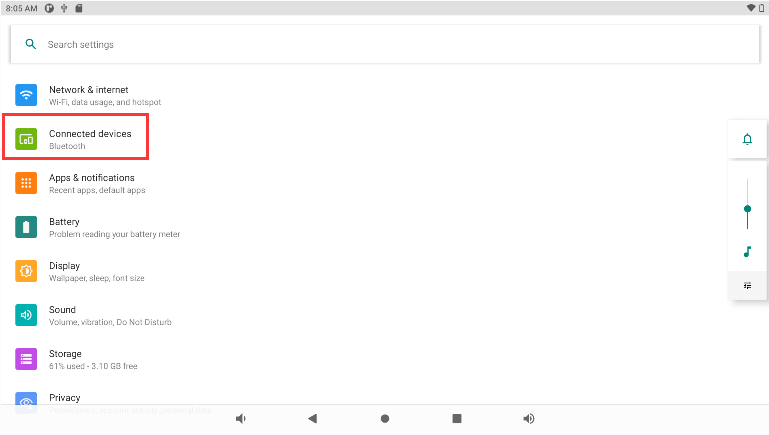 8:05 AM
Search settings
Network & internet
Wi-Fi, data usage, and hotspot
Connected devices
Bluetooth
Apps & notifications
Recent apps, default apps
Battery
Problem reading your battery meter
Display
Wallpaper, sleep, font size
Sound
Volume, vibration, Do Not Disturb
Storage
61% used - 3.10 GB free
Privacy